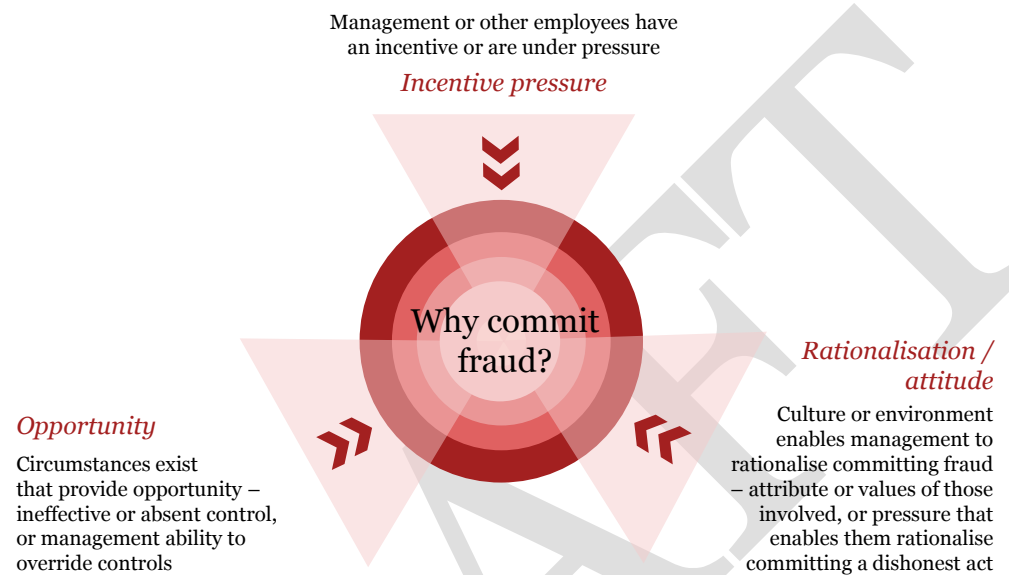 Management or other employees have
an incentive or are under pressure
Incentive pressure
Why commit
fraud?
Opportunity
Circumstances exist
that provide opportunity –
ineffective or absent control,
or management ability to
override controls
Rationalisation /
attitude
Culture or environment
enables management to
rationalise committing fraud
– attribute or values of those
involved, or pressure that
enables them rationalise
committing a dishonest act
AFT